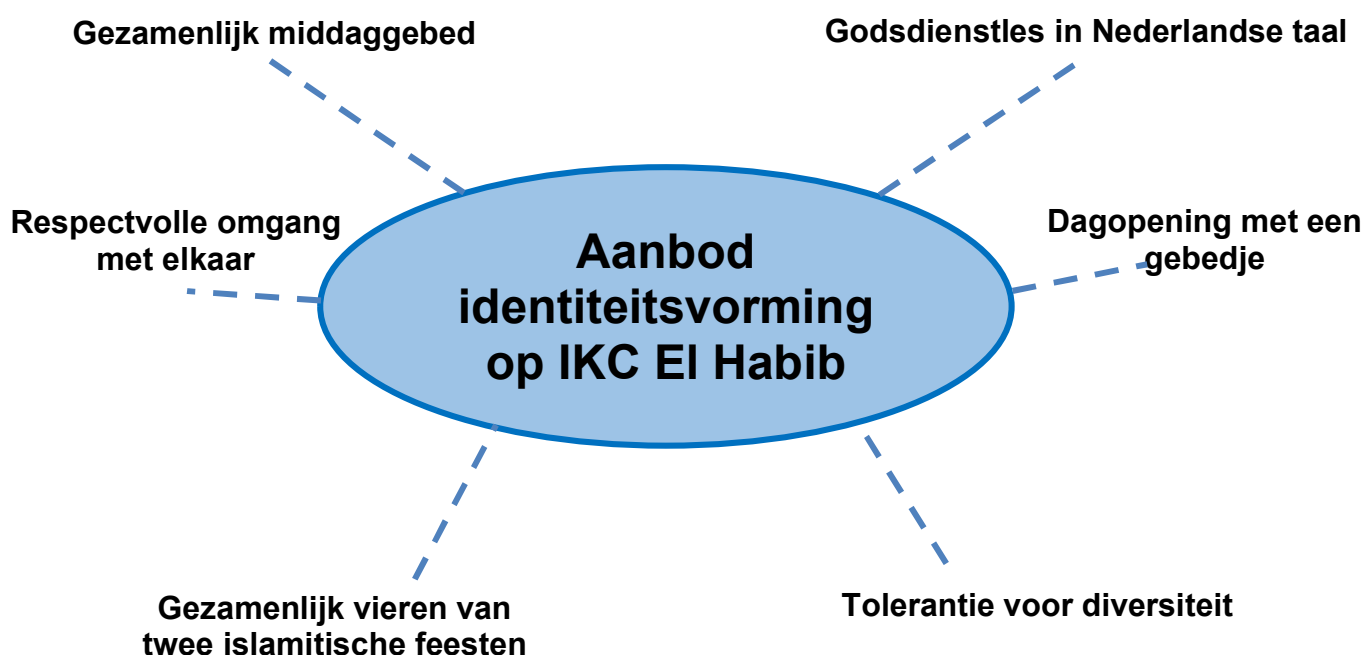 Gezamenlijk middaggebed
Godsdienstles in Nederlandse taal
Respectvolle omgang
met elkaar
Aanbod
identiteitsvorming
op IKC El Habib
Dagopening met een
gebedje
Gezamenlijk vieren van
twee islamitische feesten
Tolerantie voor diversiteit